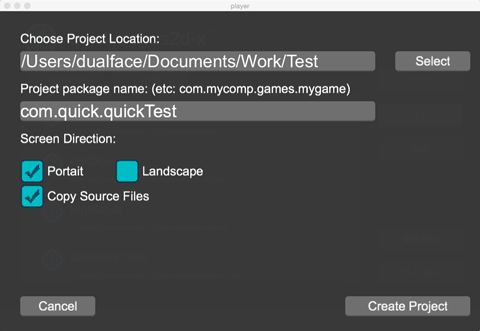 player
Choose Project Location:
/Users/dualface/Documents/Work/Test
Select
Project package name: (etc: com.mycomp.games.mygame)
com.quick.quickTest
Screen Direction:
Portait
Landscape
Copy Source Files
Cancel
Create Project